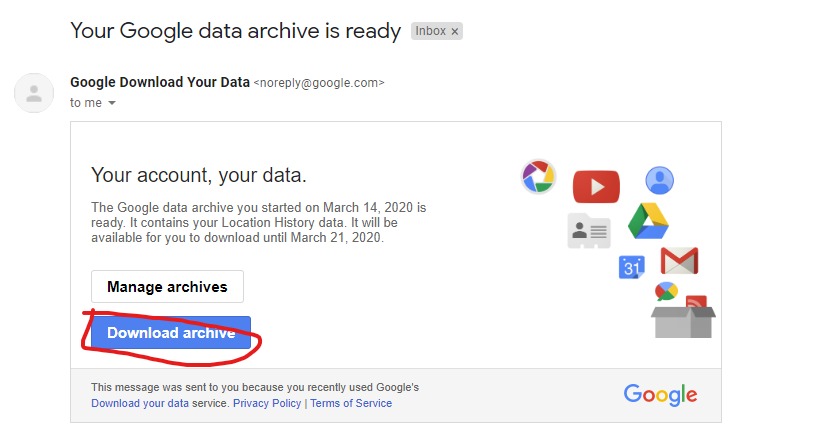 Your Google data archive is ready Inbox x
Google Download Your Data <noreply@google.com>
to me
Your account, your data.
The Google data archive you started on March 14, 2020 is
ready. It contains your Location History data. It will be
available for you to download until March 21, 2020.
31
Manage archives
Download archive
This message was sent to you because you recently used Google's
Download your data service. Privacy Policy | Terms of Service
Google